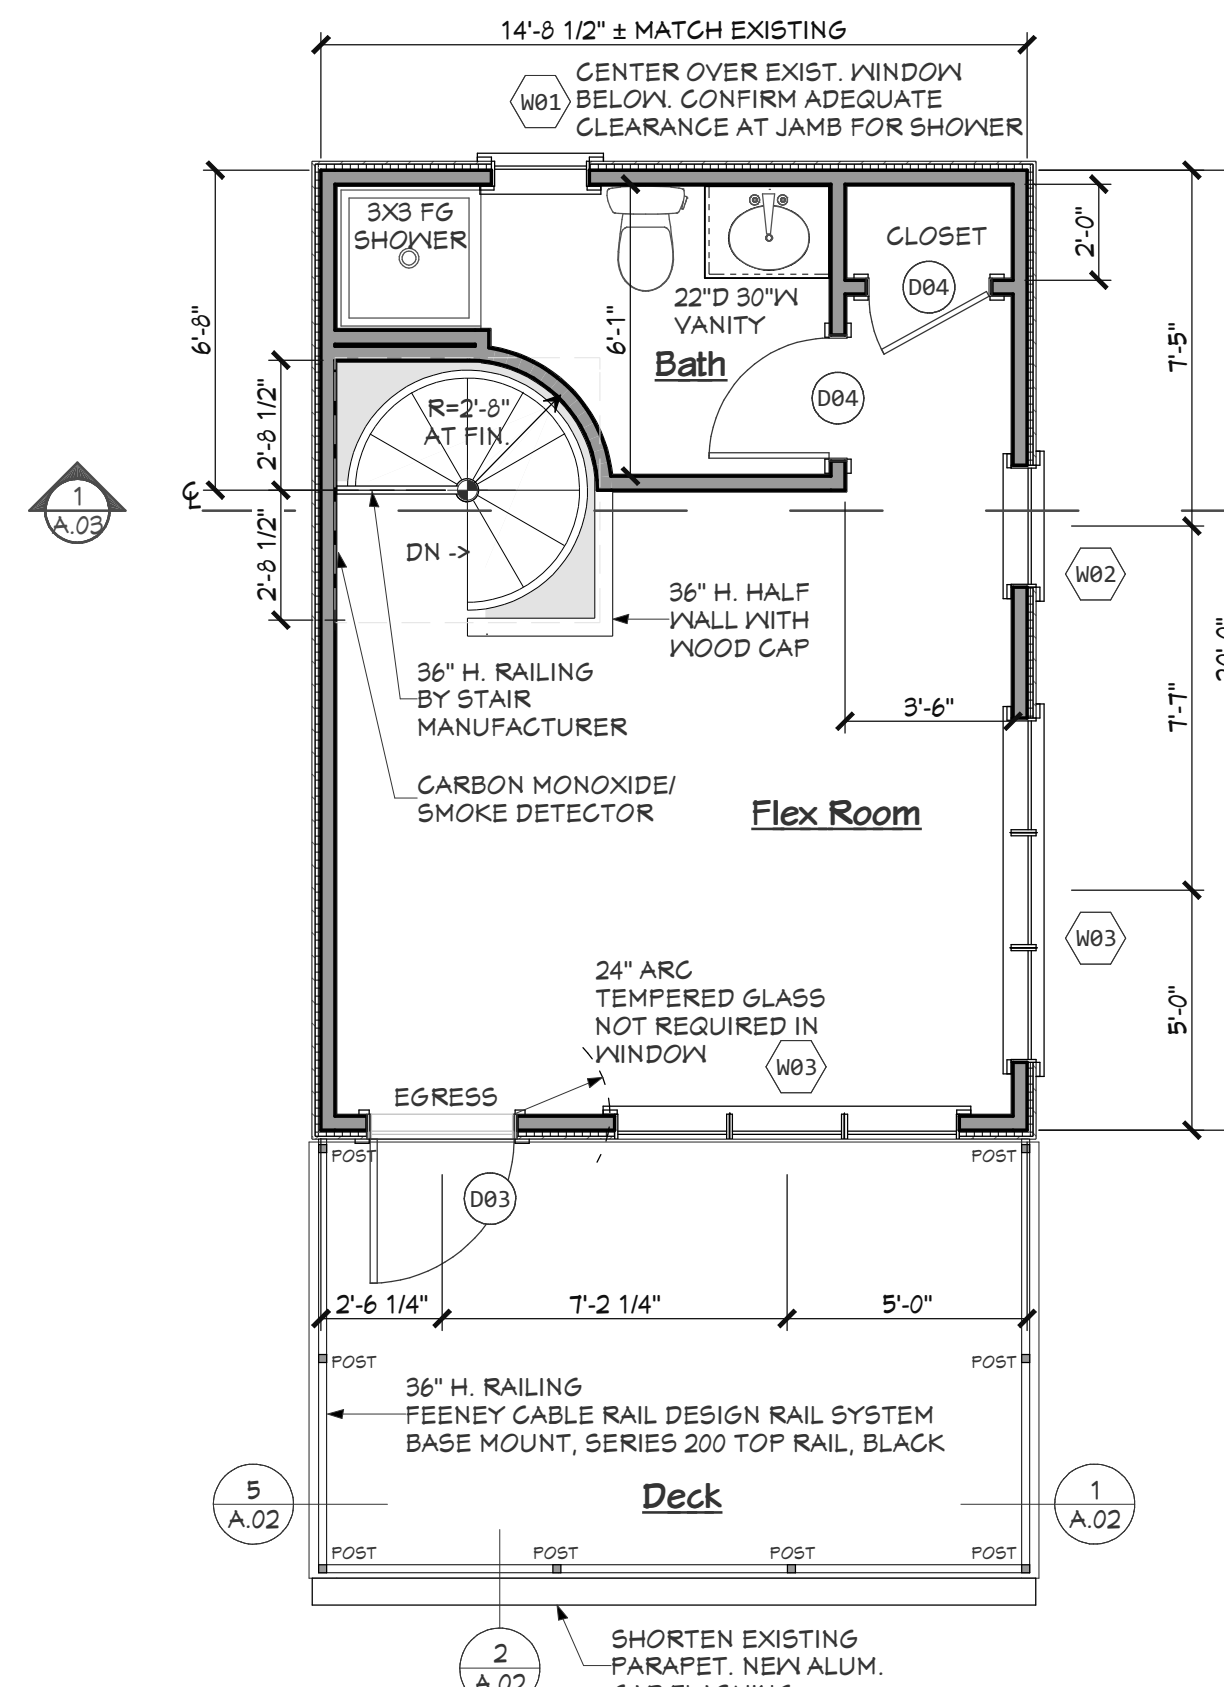 14'-8 1/2" ± MATCH EXISTING
W01
CENTER OVER EXIST. WINDOW
BELOW. CONFIRM ADEQUATE
CLEARANCE AT JAMB FOR SHOWER
3X3 FG
SHOWER
CLOSET
D04
2'-0"
22"D 30"W
VANITY
6'-8"
6'-1"
Bath
7'-5"
D04
2'-8 1/2"
R=2'-8"
AT FIN.
1
A.03
DN ->
2'-8 1/2"
W02
36" H. HALF
WALL WITH
WOOD CAP
36" H. RAILING
BY STAIR
MANUFACTURER
3'-6"
7'-7"
CARBON MONOXIDE/
SMOKE DETECTOR
Flex Room
W03
24" ARC
TEMPERED GLASS
NOT REQUIRED IN
WINDOW
W03
5'-0"
EGRESS
POST
POST
D03
2'-6 1/4"
7'-2 1/4"
5'-0"
POST
POST
36" H. RAILING
FEENEY CABLE RAIL DESIGN RAIL SYSTEM
BASE MOUNT, SERIES 200 TOP RAIL, BLACK
5
A.02
Deck
1
A.02
POST
POST
POST
POST
2
A.02
SHORTEN EXISTING
PARAPET. NEW ALUM.